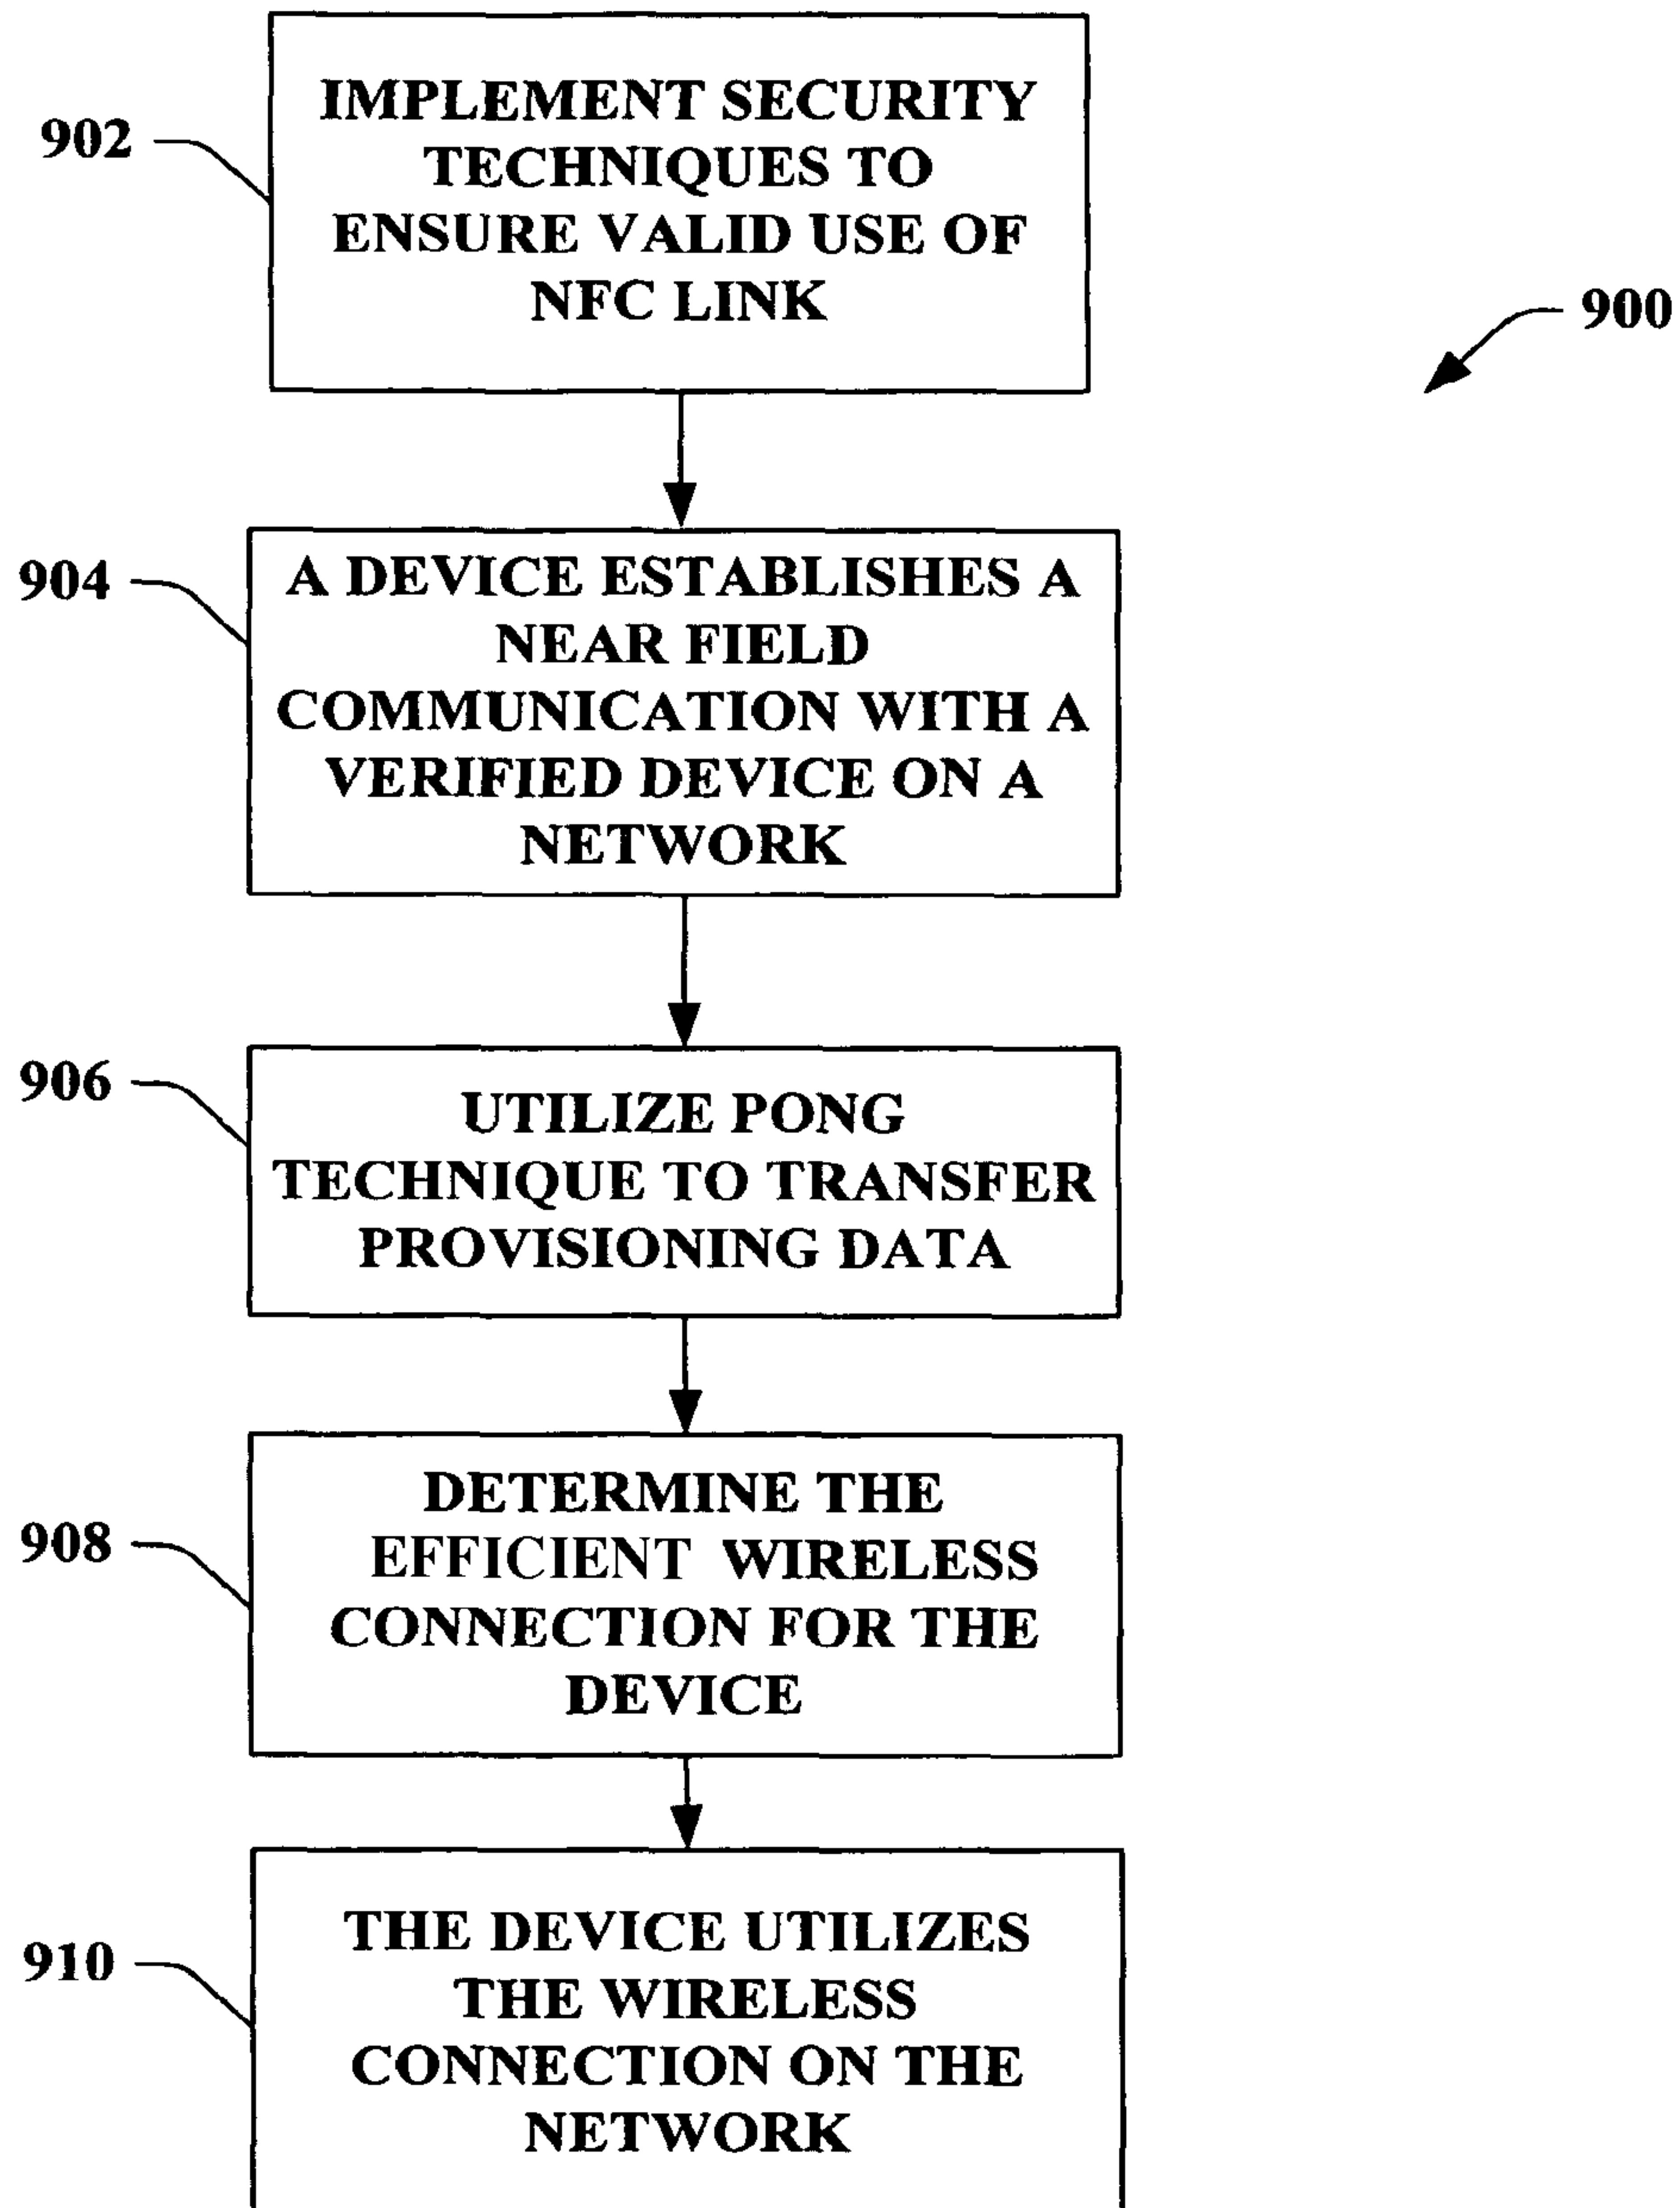 902
IMPLEMENT SECURITY
TECHNIQUES TO
ENSURE VALID USE OF
NFC LINK
900
904
A DEVICE ESTABLISHES A
NEAR FIELD
COMMUNICATION WITH A
VERIFIED DEVICE ON A
NETWORK
906
UTILIZE PONG
TECHNIQUE TO TRANSFER
PROVISIONING DATA
908
DETERMINE THE
EFFICIENT WIRELESS
CONNECTION FOR THE
DEVICE
910
THE DEVICE UTILIZES
THE WIRELESS
CONNECTION ON THE
NETWORK